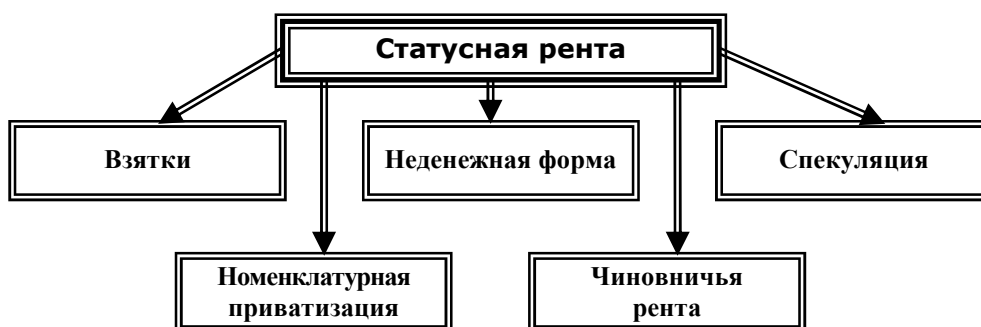 Статусная рента
Взятки
Неденежная форма
Спекуляция
Номенклатурная
приватизация
Чиновничья
рента